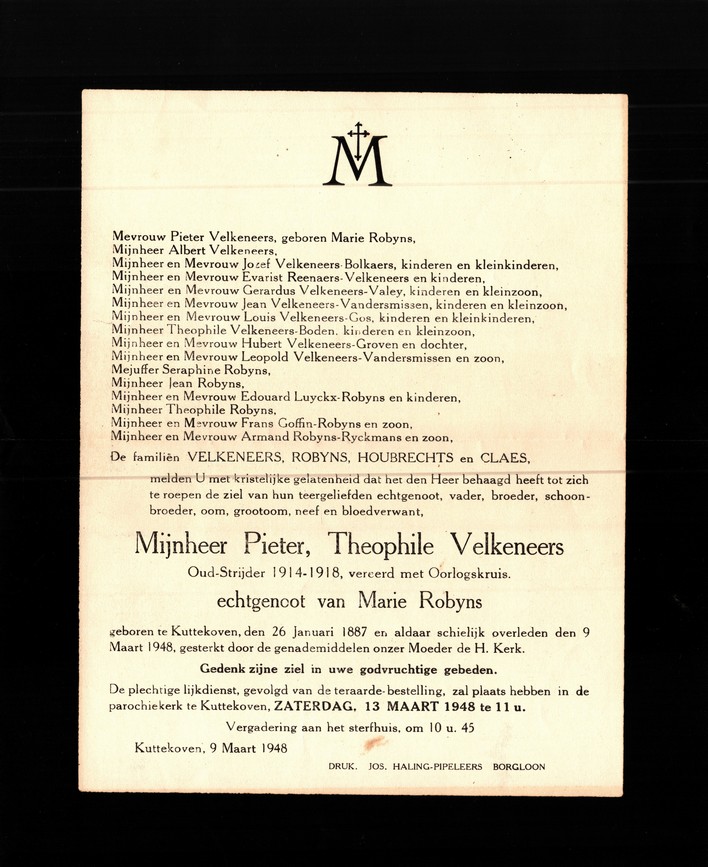 M
Mevrouw Pieter Velkeneers, geboren Marie Robyns,
Mijnheer Albert Velkeneers,
Mijnheer en Mevrouw Jozef Velkeneers-Bolkaers, kinderen en kleinkinderen,
Mijnheer en Mevrouw Evarist Reenaers-Velkeneers en kinderen,
Mijnheer en Mevrouw Gerardus Velkeneers-Valey, kinderen en kleinzoon,
Mijnheer en Mevrouw Jean Velkeneers-Vandersmissen, kinderen en kleinzoon,
Mijnheer en Mevrouw Louis Velkeneers-Gos, kinderen en kleinkinderen,
Mijnheer Theophile Velkeneers-Boden, kinderen en kleinzoon,
Mijnheer en Mevrouw Hubert Velkeneers-Groven en dochter,
Mijnheer en Mevrouw Leopold Velkeneers-Vandersmissen en zoon,
Mejuffer Seraphine Robyns,
Mijnheer Jean Robyns,
Mijnheer en Mevrouw Edouard Luyckx-Robyns en kinderen,
Mijnheer Theophile Robyns,
Mijnheer en Mevrouw Frans Goffin-Robyns en zoon,
Mijnheer en Mevrouw Armand Robyns-Ryckmans en zoon,
De familiën VELKENEERS, ROBYNS, HOUBRECHTS en CLAES,
melden U met kristelijke gelatenheid dat het den Heer behaagd heeft tot zich
te roepen de ziel van hun teergeliefden echtgenoot, vader, broeder, schoon-
broeder, oom, grootoom, neef en bloedverwant,
Mijnheer Pieter, Theophile Velkeneers
Oud-Strijder 1914-1918, vereerd met Oorlogskruis.
echtgenoot van Marie Robyns
geboren te Kuttekoven, den 26 Januari 1887 en aldaar schielijk overleden den 9
Maart 1948, gesterkt door de genademiddelen onzer Moeder de H. Kerk.
Gedenk zijne ziel in uwe godvruchtige gebeden.
De plechtige lijkdienst, gevolgd van de teraarde-bestelling, zal plaats hebben in de
parochiekerk te Kuttekoven, ZATERDAG, 13 MAART 1948 te 11 u.
Vergadering aan het sterfhuis, om 10 u. 45
Kuttekoven, 9 Maart 1948
DRUK. JOS. HALING-PIPELEERS BORGLOON